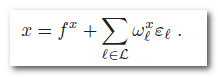 x = f^x + \sum_{\ell \in \mathcal{L}} \omega_\ell^x \varepsilon_\ell .